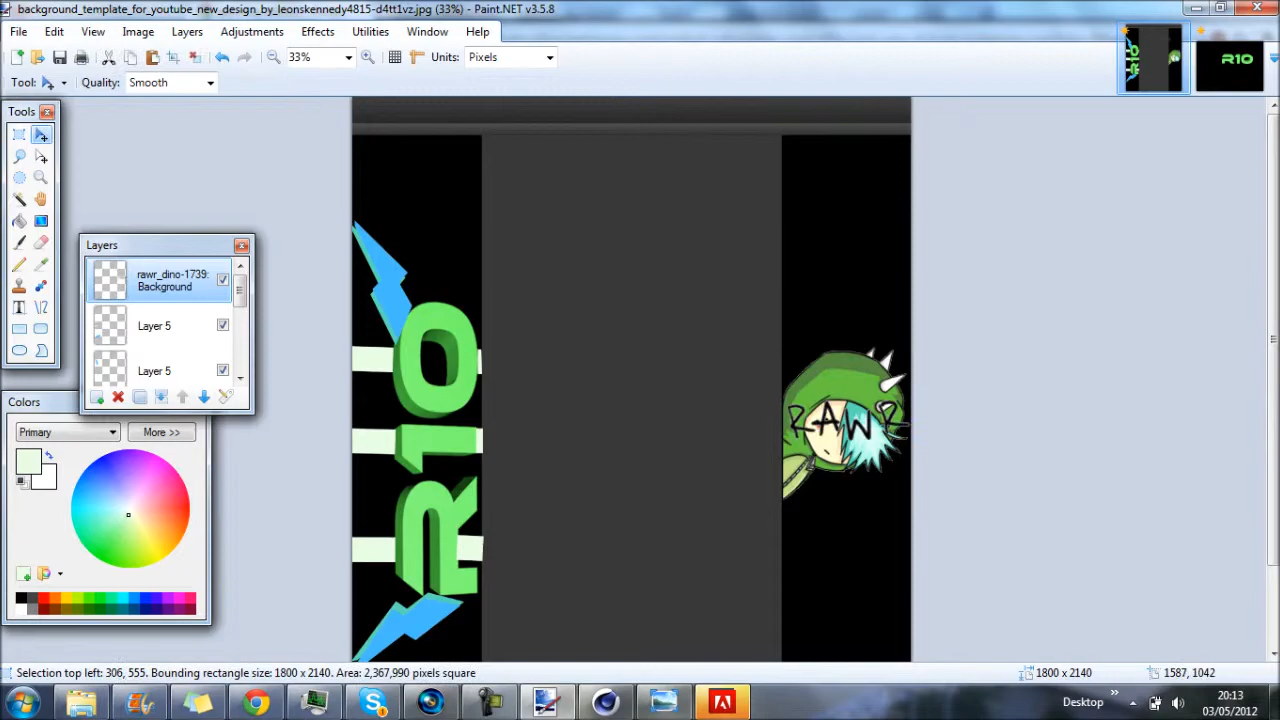 background_template_for_youtube_new_design_by_leonskennedy4815-d4tt1vz.jpg (33%) - Paint.NET v3.5.8
File Edit View Image Layers Adjustments Effects Utilities Window Help
33% Units: Pixels
Tool: Quality: Smooth
R10
R10
Tools
Layers
rawr_dino-1739:
Background
Layer 5
Layer 5
Colors
Primary More >>
R10
RAWR
Selection top left: 306, 555. Bounding rectangle size: 1800 x 2140. Area: 2,367,990 pixels square 1800 x 2140 1587, 1042
Desktop
20:13
03/05/2012